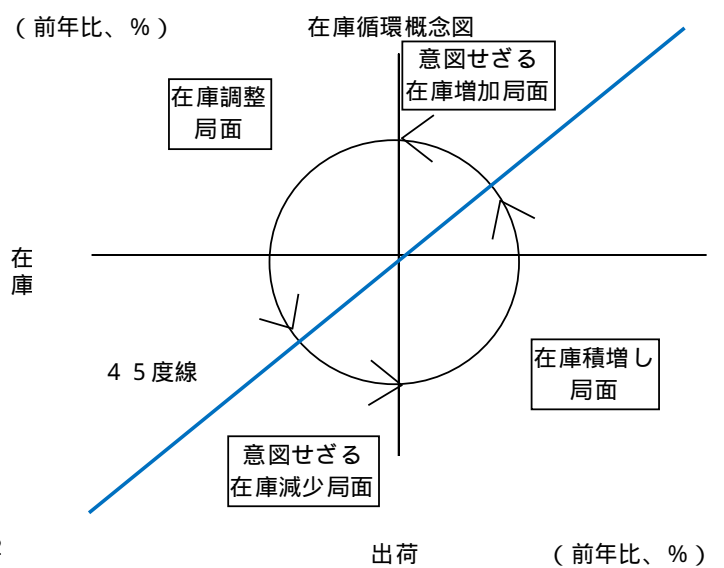 （前年比、％）
在庫循環概念図
意図せざる
在庫増加局面
在庫調整
局面
在
庫
４５度線
在庫積増し
局面
意図せざる
在庫減少局面
出荷
（前年比、％）